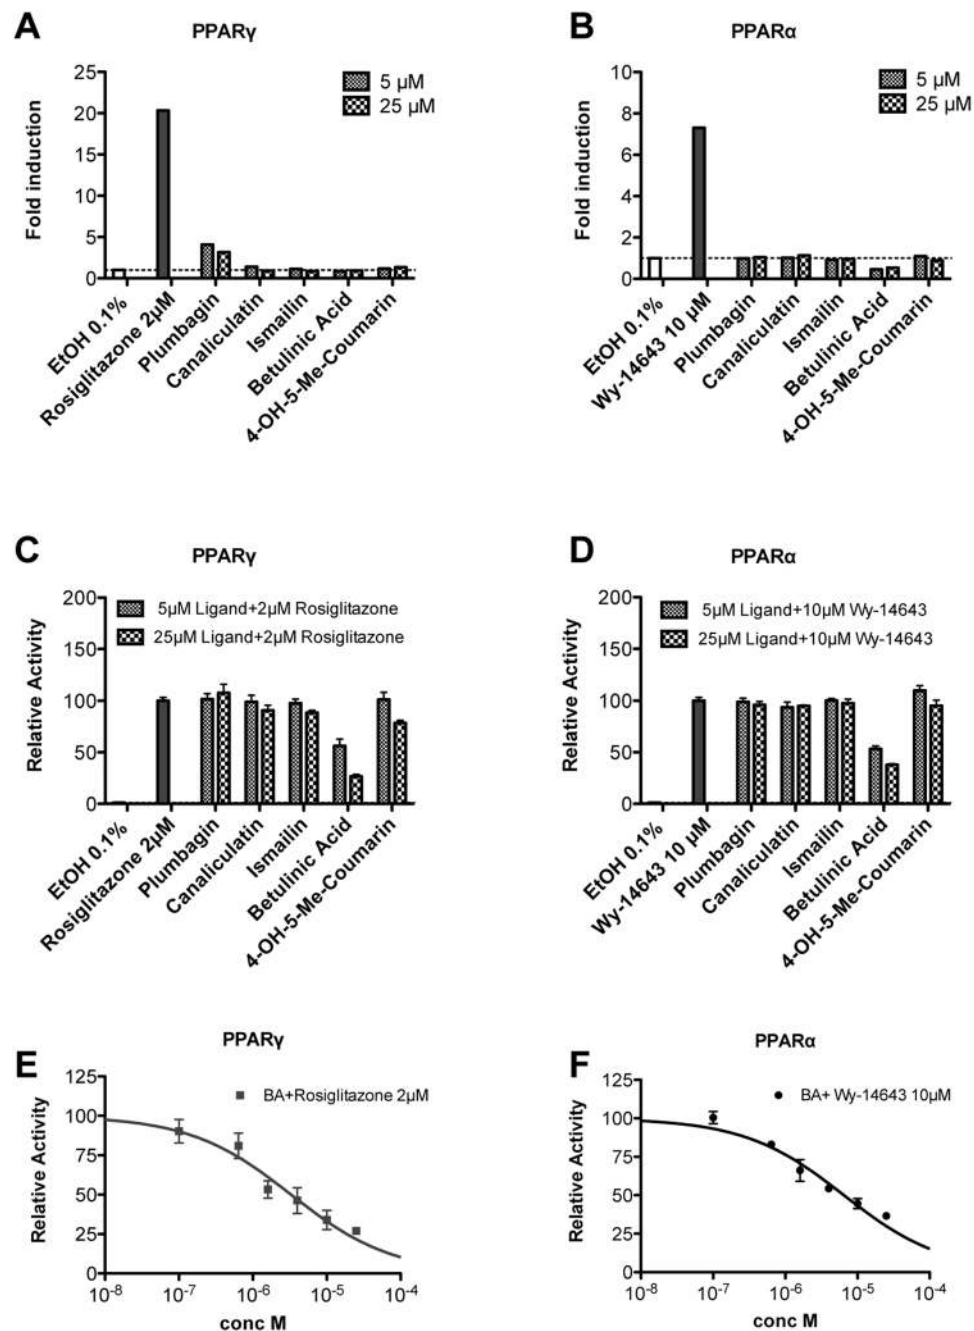 A
PPARγ
Fold induction
25
20
15
10
5
0
5 µM
25 µM
EtOH 0.1%
Rosiglitazone 2µM
Plumbagin
Canaliculatin
Ismailin
Betulinic Acid
4-OH-5-Me-Coumarin
B
PPARα
Fold induction
10
8
6
4
2
0
5 µM
25 µM
EtOH 0.1%
Wy-14643 10 µM
Plumbagin
Canaliculatin
Ismailin
Betulinic Acid
4-OH-5-Me-Coumarin
C
PPARγ
Relative Activity
200
150
100
50
0
5µM Ligand+2µM Rosiglitazone
25µM Ligand+2µM Rosiglitazone
EtOH 0.1%
Rosiglitazone 2µM
Plumbagin
Canaliculatin
Ismailin
Betulinic Acid
4-OH-5-Me-Coumarin
D
PPARα
Relative Activity
200
150
100
50
0
5µM Ligand+10µM Wy-14643
25µM Ligand+10µM Wy-14643
EtOH 0.1%
Wy-14643 10 µM
Plumbagin
Canaliculatin
Ismailin
Betulinic Acid
4-OH-5-Me-Coumarin
E
PPARγ
Relative Activity
125
100
75
50
25
0
BA+Rosiglitazone 2µM
10⁻⁸ 10⁻⁷ 10⁻⁶ 10⁻⁵ 10⁻⁴
conc M
F
PPARα
Relative Activity
125
100
75
50
25
0
BA+ Wy-14643 10µM
10⁻⁸ 10⁻⁷ 10⁻⁶ 10⁻⁵ 10⁻⁴
conc M